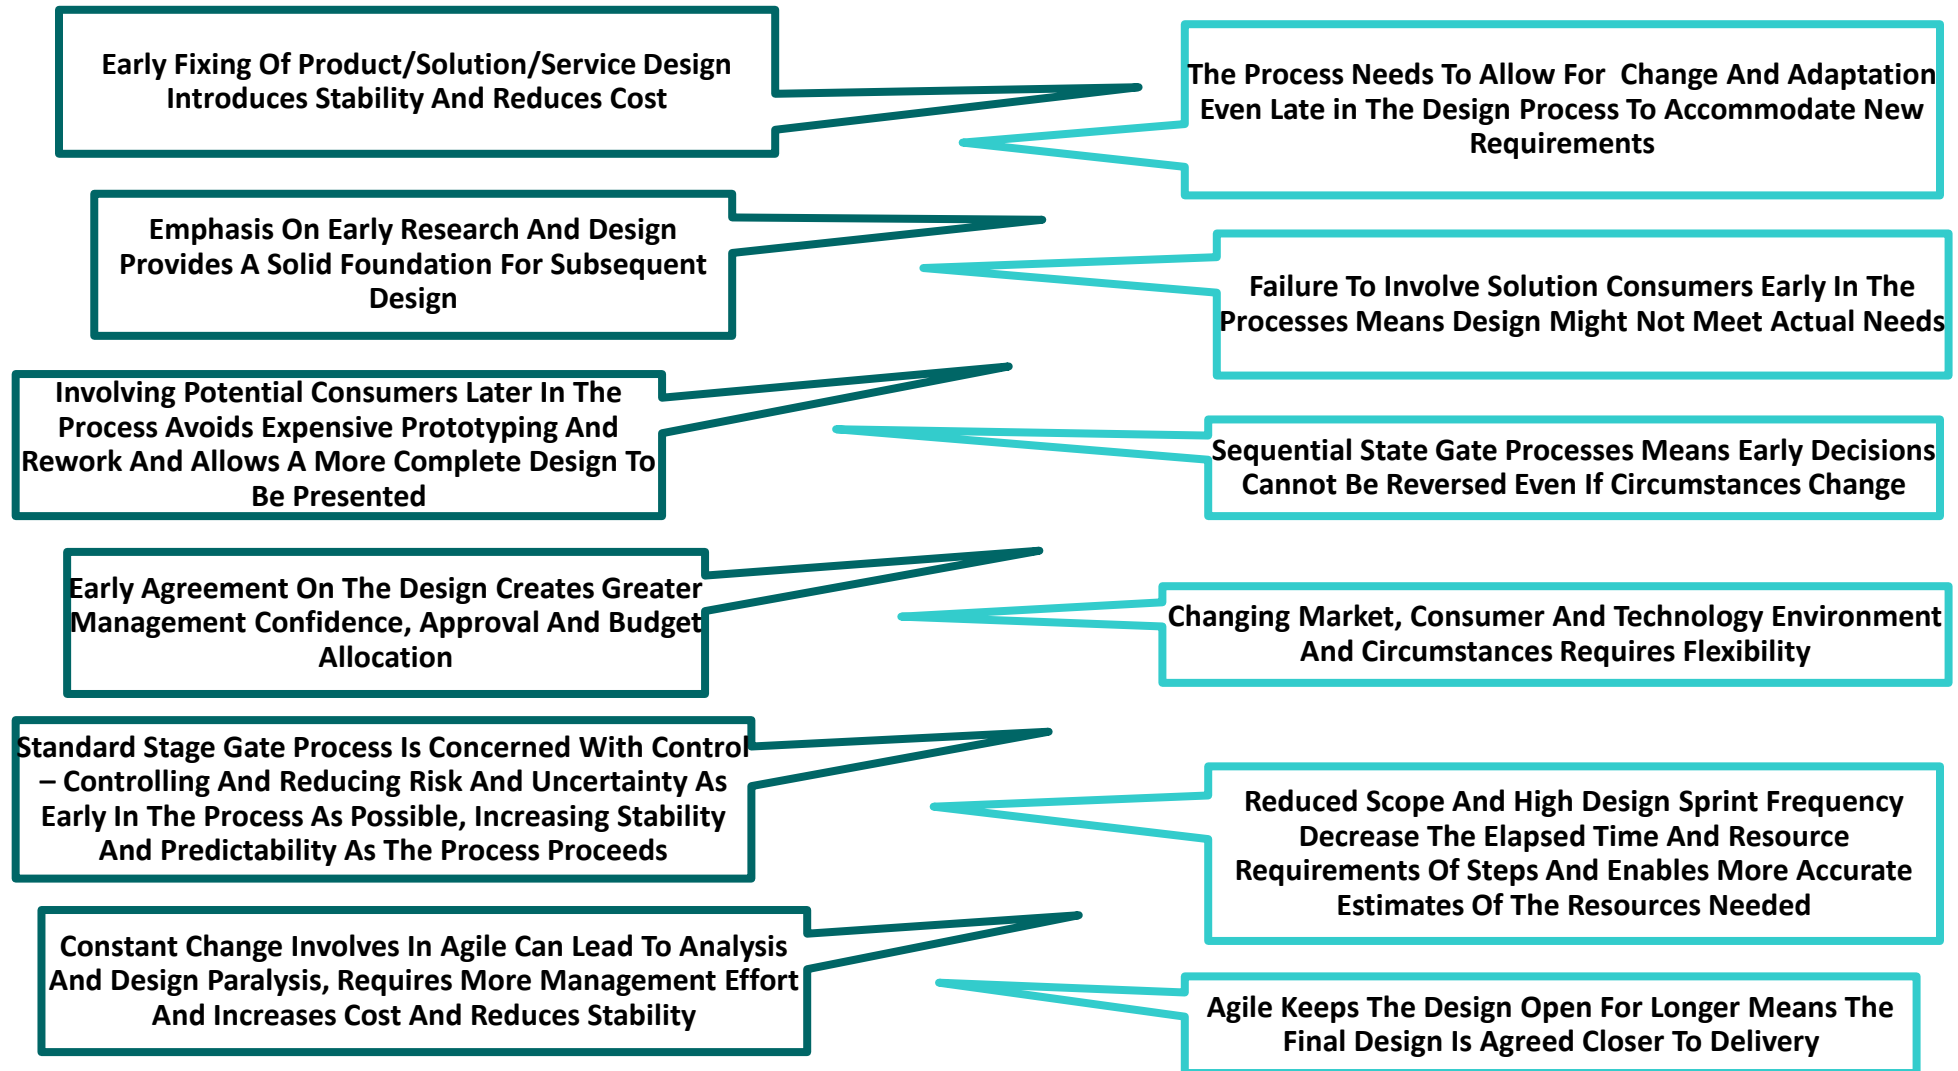 Early Fixing Of Product/Solution/Service Design
Introduces Stability And Reduces Cost
The Process Needs To Allow For  Change And Adaptation
Even Late in The Design Process To Accommodate New
Requirements
Emphasis On Early Research And Design
Provides A Solid Foundation For Subsequent
Design
Failure To Involve Solution Consumers Early In The
Processes Means Design Might Not Meet Actual Needs
Involving Potential Consumers Later In The
Process Avoids Expensive Prototyping And
Rework And Allows A More Complete Design To
Be Presented
Sequential State Gate Processes Means Early Decisions
Cannot Be Reversed Even If Circumstances Change
Early Agreement On The Design Creates Greater
Management Confidence, Approval And Budget
Allocation
Changing Market, Consumer And Technology Environment
And Circumstances Requires Flexibility
Standard Stage Gate Process Is Concerned With Control
– Controlling And Reducing Risk And Uncertainty As
Early In The Process As Possible, Increasing Stability
And Predictability As The Process Proceeds
Reduced Scope And High Design Sprint Frequency
Decrease The Elapsed Time And Resource
Requirements Of Steps And Enables More Accurate
Estimates Of The Resources Needed
Constant Change Involves In Agile Can Lead To Analysis
And Design Paralysis, Requires More Management Effort
And Increases Cost And Reduces Stability
Agile Keeps The Design Open For Longer Means The
Final Design Is Agreed Closer To Delivery